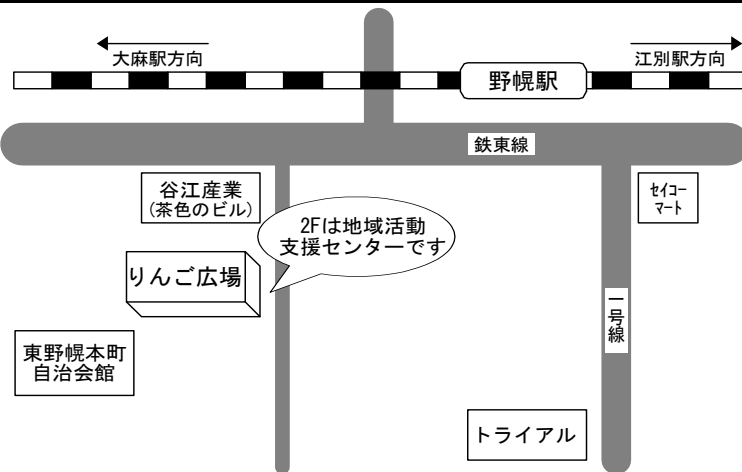 大麻駅方向
江別駅方向
野幌駅
鉄東線
谷江産業
(茶色のビル)
セイコー
マート
2Fは地域活動
支援センターです
りんご広場
一号線
東野幌本町
自治会館
トライアル